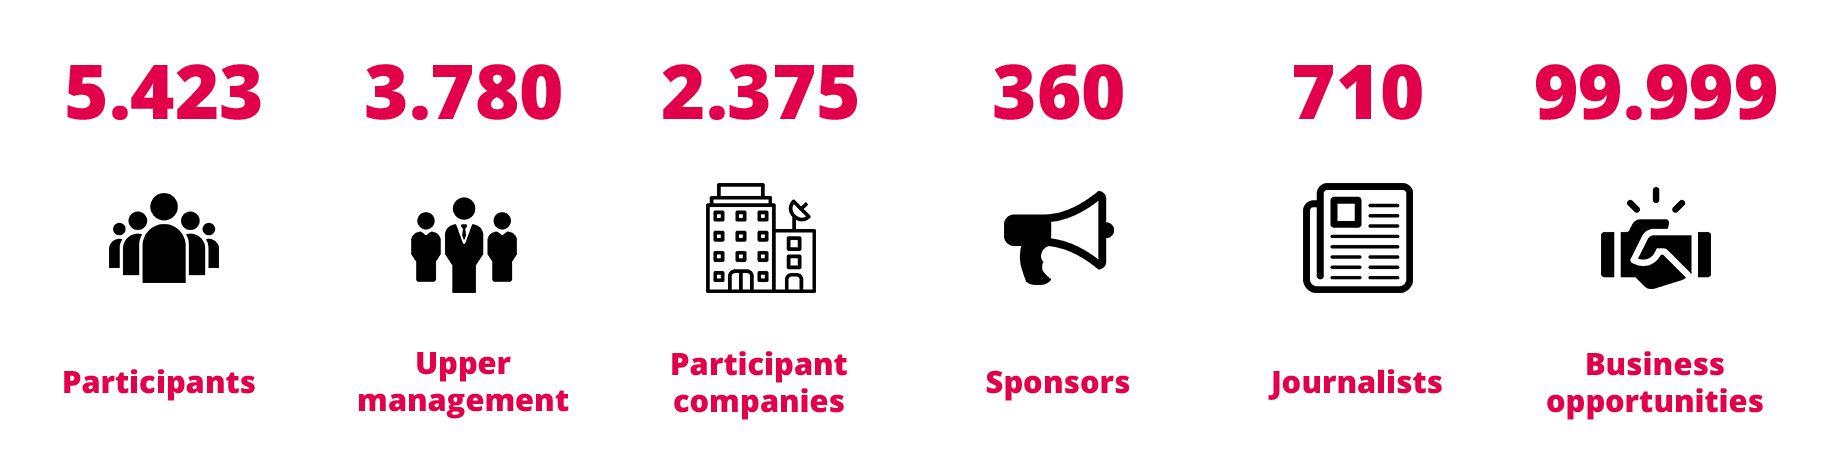 5.423
3.780
2.375
360
710
99.999
Participants
Upper
management
Participant
companies
Sponsors
Journalists
Business
opportunities